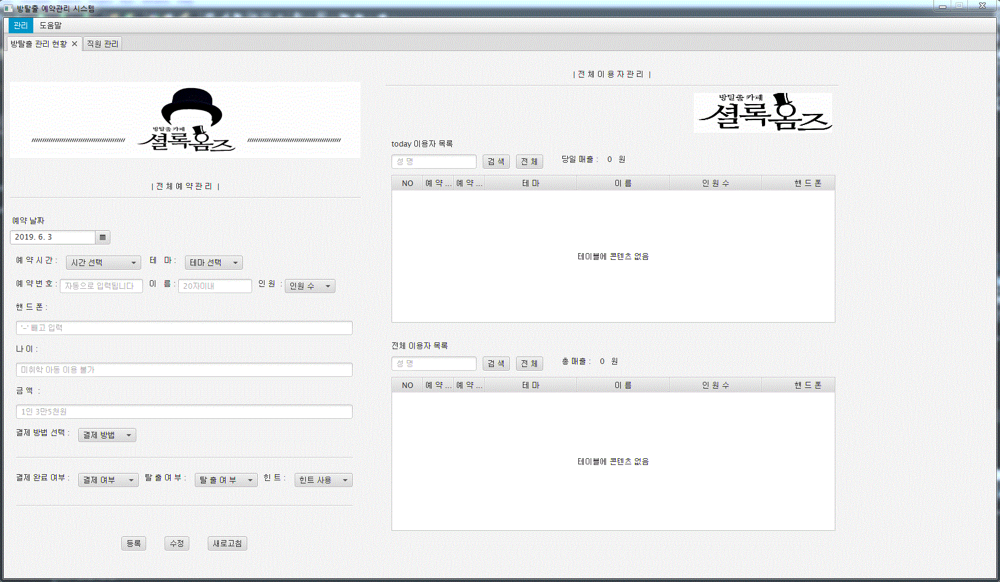 방탈출 예약관리 시스템
관리 도움말
방탈출 관리 현황 직원 관리
방탈출 카페
셜록홈즈
| 전 체 예 약 관 리 |
예약 날짜
2019. 6. 3
예 약 시 간 : 시간 선택 테 마 : 테마 선택
예 약 번 호 : 자동으로 입력됩니다 이 름 : 20자이내 인 원 : 인원 수
핸 드 폰 :
'-' 빼고 입력
나 이 :
미취학 아동 이용 불가
금 액 :
1인 3만5천원
결제 방법 선택 : 결제 방법
결제 완료 여부 : 결제 여부 탈 출 여 부 : 탈 출 여 부 힌 트 : 힌트 사용
등록 수정 새로고침
| 전 체 이 용 자 관 리 |
방탈출 카페
셜록홈즈
today 이용자 목록
성 명 검 색 전 체 당일 매출 : 0 원
NO 예 약 ... 예 약 ... 테 마 이 름 인 원 수 핸 드 폰
테이블에 콘텐츠 없음
전체 이용자 목록
성 명 검 색 전 체 총 매출 : 0 원
NO 예 약 ... 예 약 ... 테 마 이 름 인 원 수 핸 드 폰
테이블에 콘텐츠 없음